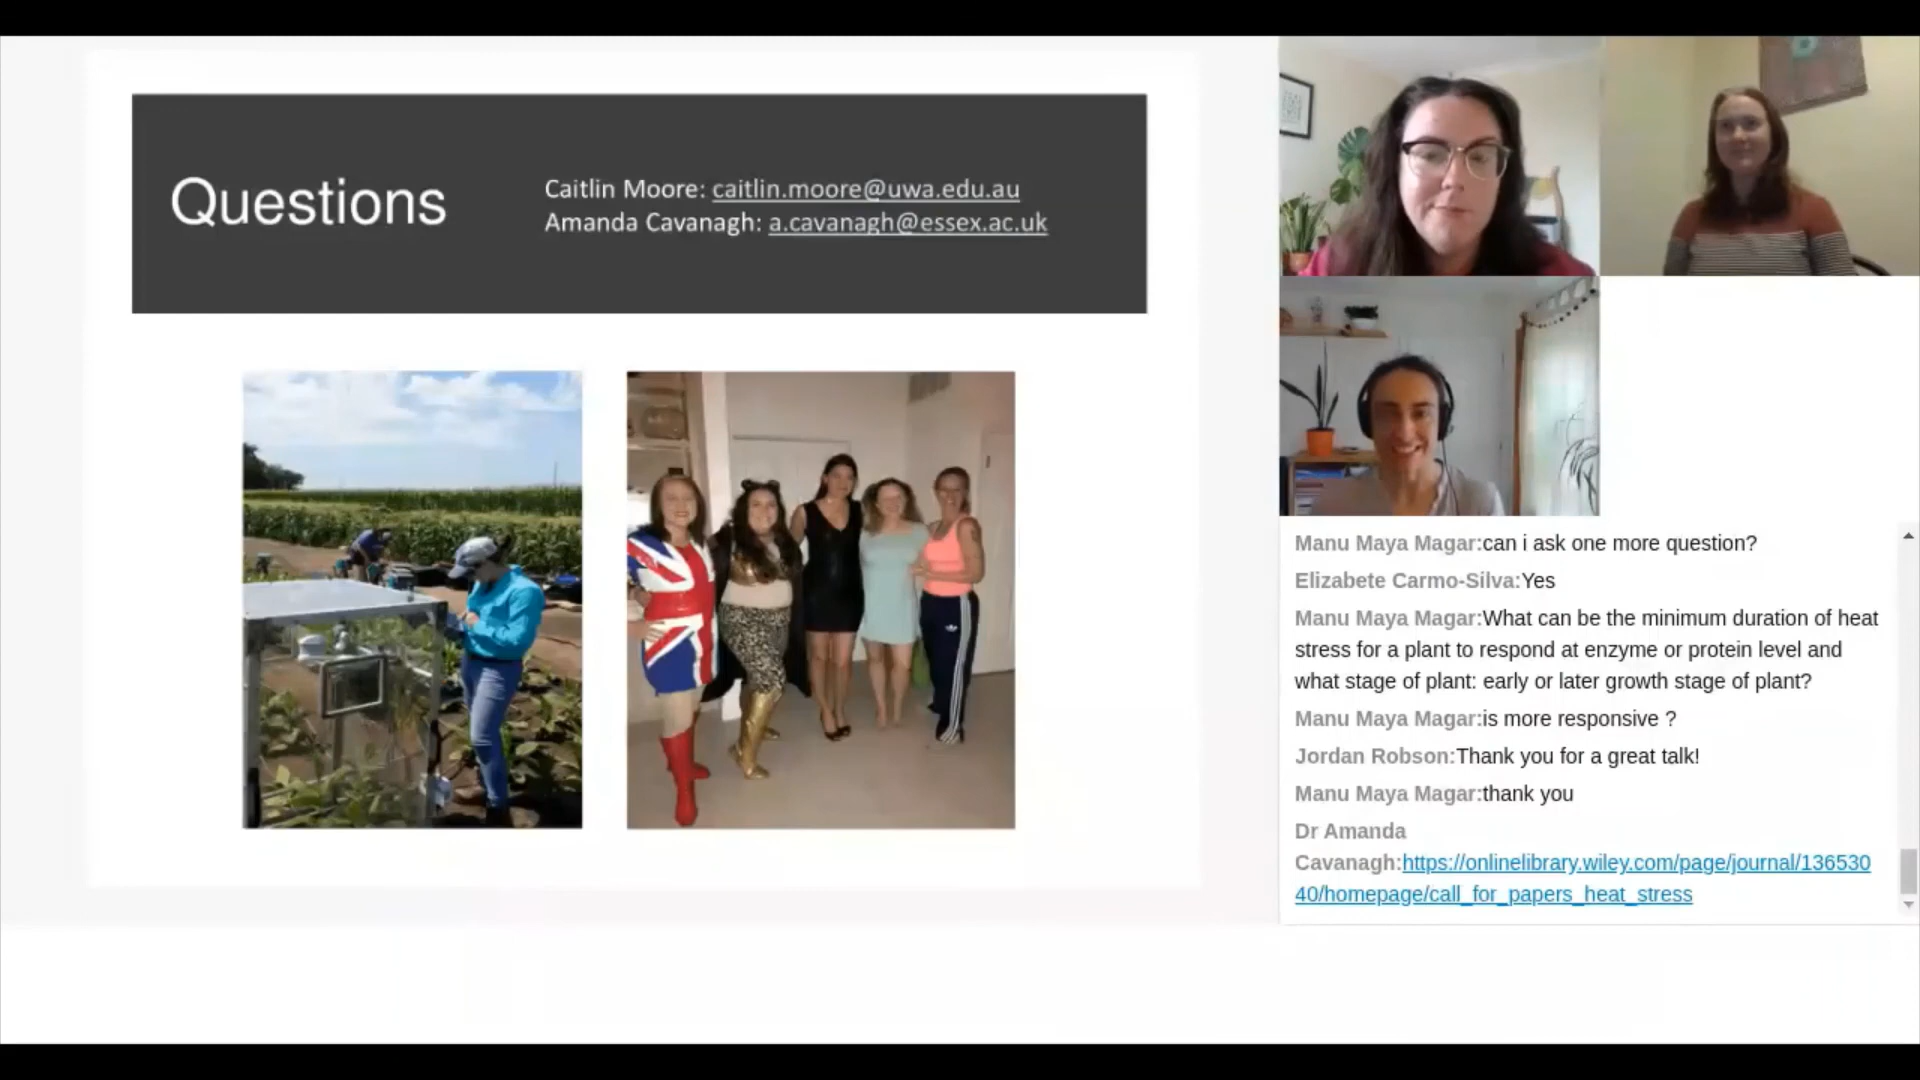 Questions
Caitlin Moore: caitlin.moore@uwa.edu.au
Amanda Cavanagh: a.cavanagh@essex.ac.uk
Manu Maya Magar:can i ask one more question?
Elizabete Carmo-Silva:Yes
Manu Maya Magar:What can be the minimum duration of heat
stress for a plant to respond at enzyme or protein level and
what stage of plant: early or later growth stage of plant?
Manu Maya Magar:is more responsive ?
Jordan Robson:Thank you for a great talk!
Manu Maya Magar:thank you
Dr Amanda
Cavanagh:https://onlinelibrary.wiley.com/page/journal/136530
40/homepage/call_for_papers_heat_stress